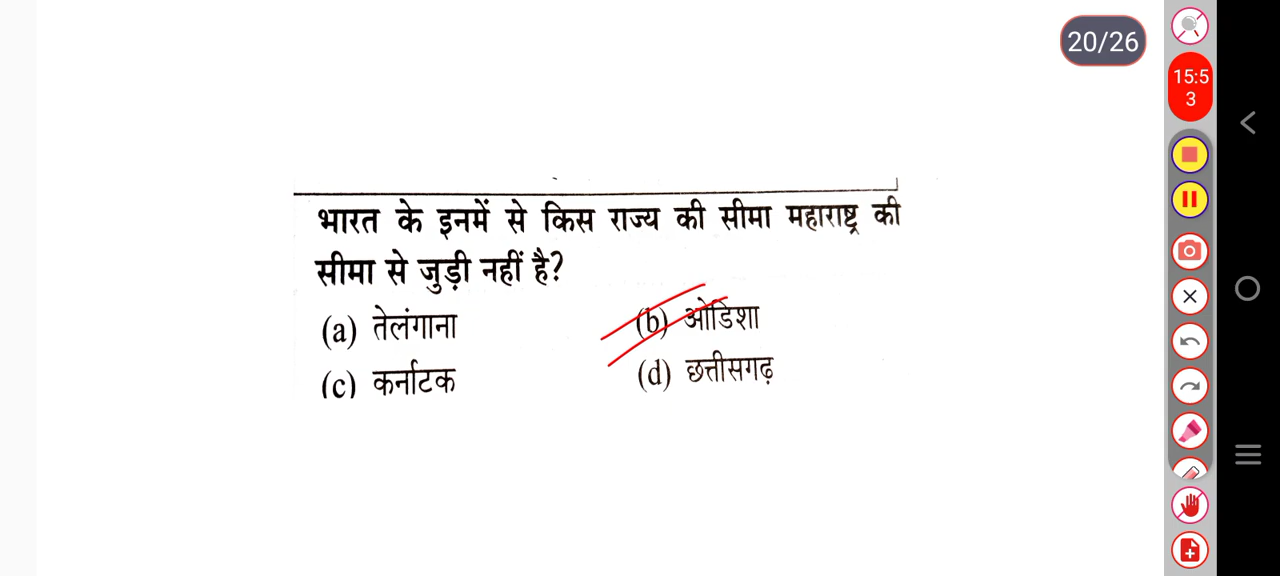 20/26
15:5
3
भारत के इनमें से किस राज्य की सीमा महाराष्ट्र की
सीमा से जुड़ी नहीं है?
(a) तेलंगाना (b) ओडिशा
(c) कर्नाटक (d) छत्तीसगढ़